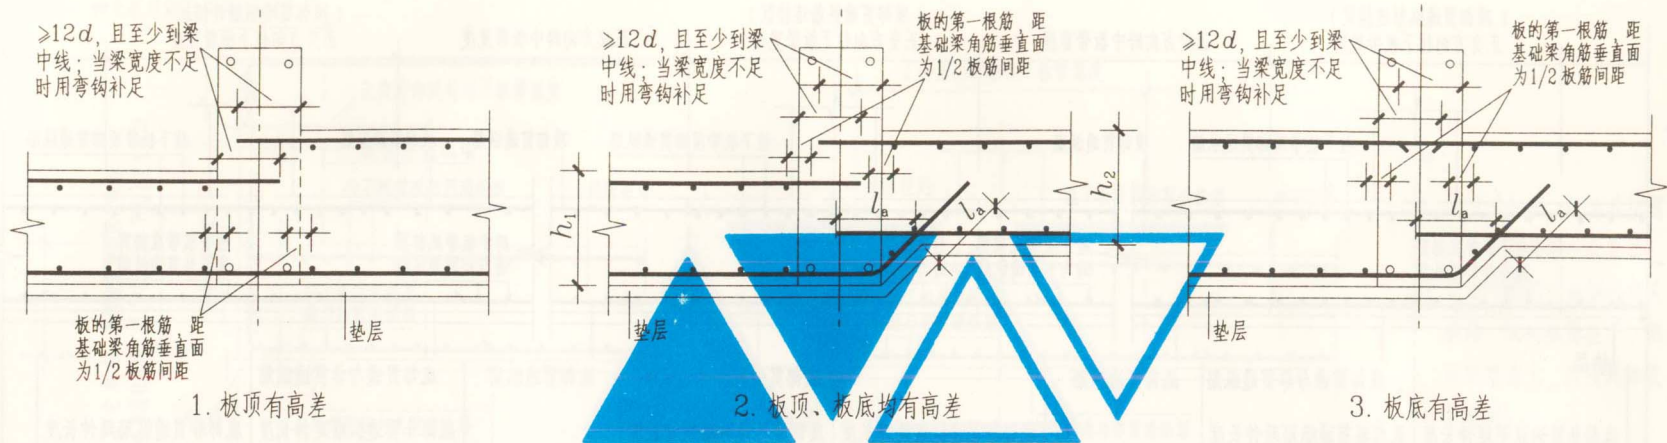 ≥12d, 且至少到梁
中线; 当梁宽度不足
时用弯钩补足
板的第一根筋, 距
基础梁角筋垂直面
为1/2板筋间距
垫层
1. 板顶有高差
≥12d, 且至少到梁
中线; 当梁宽度不足
时用弯钩补足
板的第一根筋, 距
基础梁角筋垂直面
为1/2板筋间距
h₁
lₐ
lₐ
h₂
垫层
2. 板顶、板底均有高差
≥12d, 且至少到梁
中线; 当梁宽度不足
时用弯钩补足
板的第一根筋, 距
基础梁角筋垂直面
为1/2板筋间距
lₐ
lₐ
垫层
3. 板底有高差